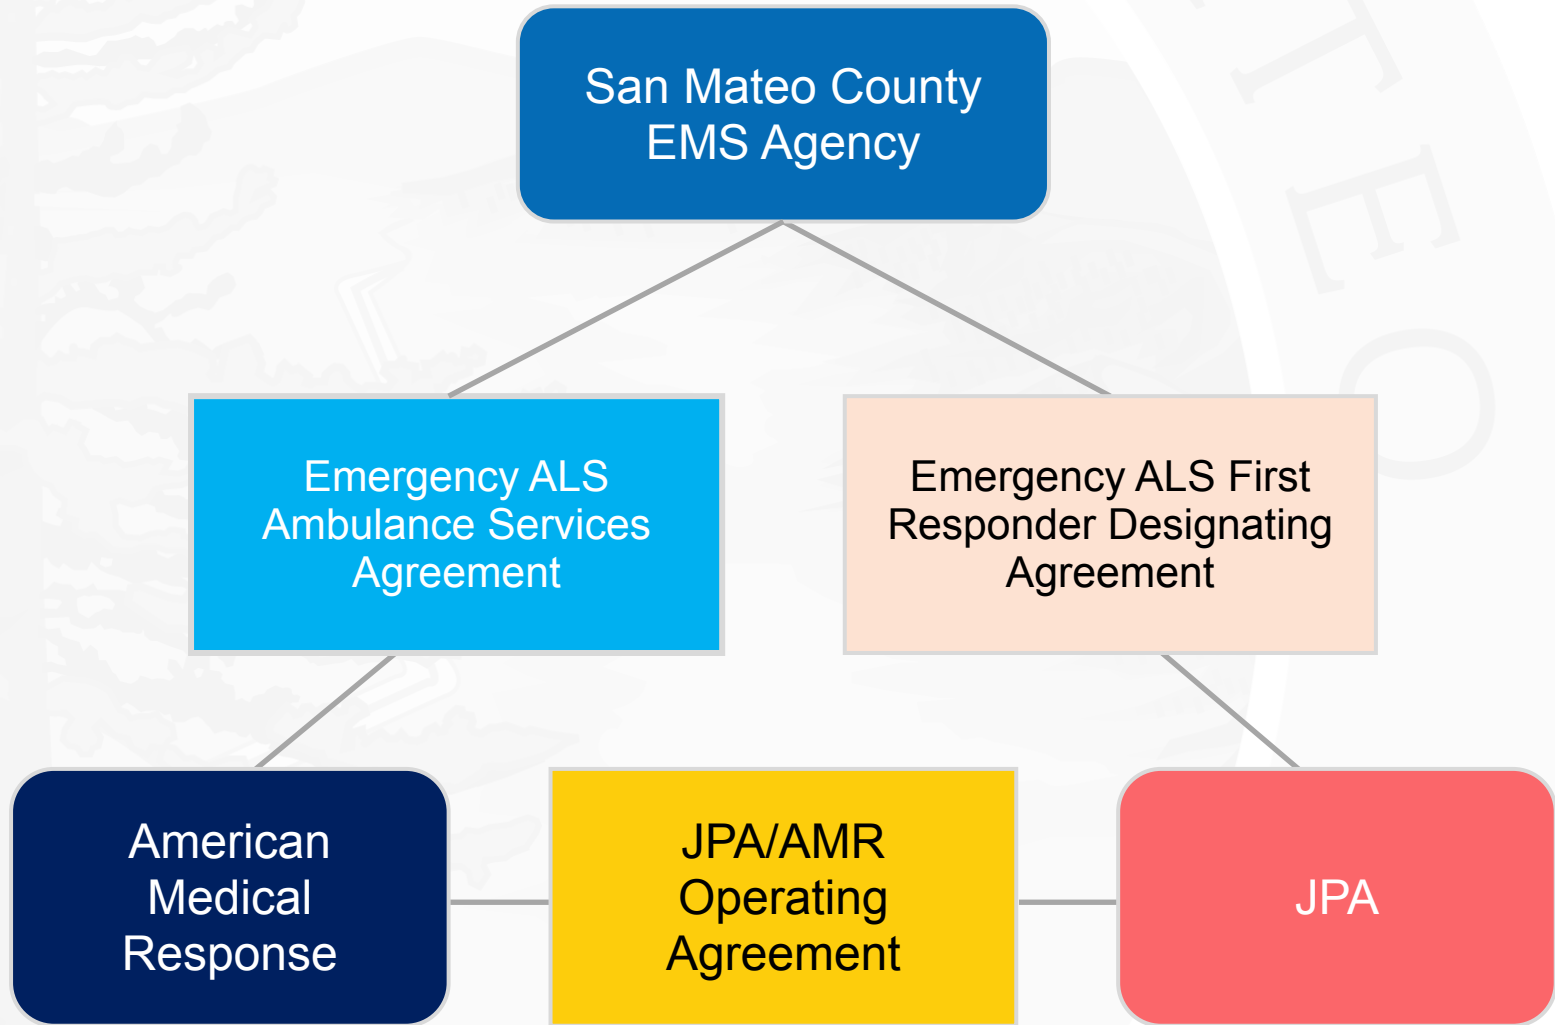 San Mateo County
EMS Agency
Emergency ALS
Ambulance Services
Agreement
Emergency ALS First
Responder Designating
Agreement
American
Medical
Response
JPA/AMR
Operating
Agreement
JPA
TEO